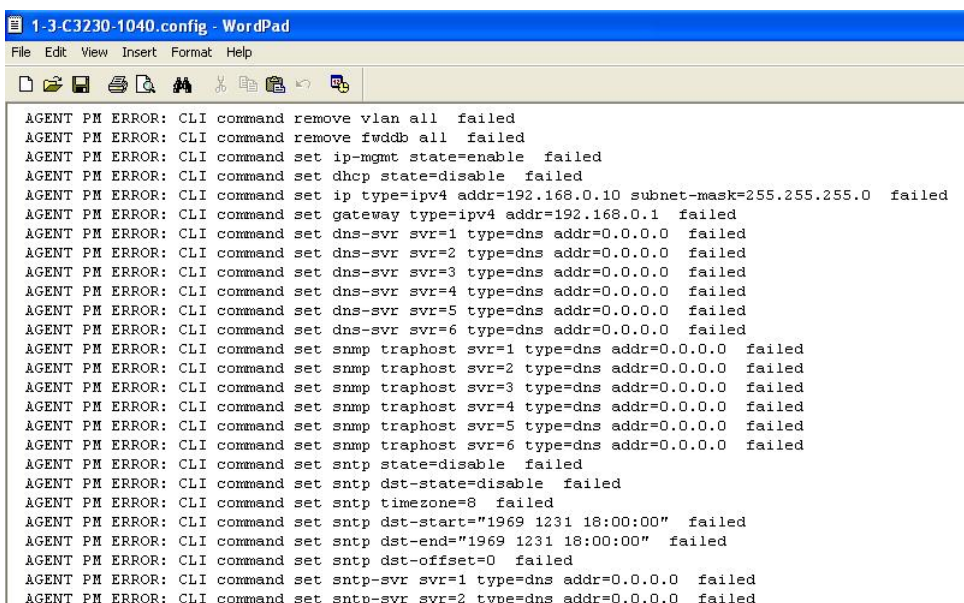 1-3-C3230-1040.config - WordPad
File Edit View Insert Format Help
AGENT PM ERROR: CLI command remove vlan all failed
AGENT PM ERROR: CLI command remove fwddb all failed
AGENT PM ERROR: CLI command set ip-mgmt state=enable failed
AGENT PM ERROR: CLI command set dhcp state=disable failed
AGENT PM ERROR: CLI command set ip type=ipv4 addr=192.168.0.10 subnet-mask=255.255.255.0 failed
AGENT PM ERROR: CLI command set gateway type=ipv4 addr=192.168.0.1 failed
AGENT PM ERROR: CLI command set dns-svr svr=1 type=dns addr=0.0.0.0 failed
AGENT PM ERROR: CLI command set dns-svr svr=2 type=dns addr=0.0.0.0 failed
AGENT PM ERROR: CLI command set dns-svr svr=3 type=dns addr=0.0.0.0 failed
AGENT PM ERROR: CLI command set dns-svr svr=4 type=dns addr=0.0.0.0 failed
AGENT PM ERROR: CLI command set dns-svr svr=5 type=dns addr=0.0.0.0 failed
AGENT PM ERROR: CLI command set dns-svr svr=6 type=dns addr=0.0.0.0 failed
AGENT PM ERROR: CLI command set snmp traphost svr=1 type=dns addr=0.0.0.0 failed
AGENT PM ERROR: CLI command set snmp traphost svr=2 type=dns addr=0.0.0.0 failed
AGENT PM ERROR: CLI command set snmp traphost svr=3 type=dns addr=0.0.0.0 failed
AGENT PM ERROR: CLI command set snmp traphost svr=4 type=dns addr=0.0.0.0 failed
AGENT PM ERROR: CLI command set snmp traphost svr=5 type=dns addr=0.0.0.0 failed
AGENT PM ERROR: CLI command set snmp traphost svr=6 type=dns addr=0.0.0.0 failed
AGENT PM ERROR: CLI command set sntp state=disable failed
AGENT PM ERROR: CLI command set sntp dst-state=disable failed
AGENT PM ERROR: CLI command set sntp timezone=8 failed
AGENT PM ERROR: CLI command set sntp dst-start="1969 1231 18:00:00" failed
AGENT PM ERROR: CLI command set sntp dst-end="1969 1231 18:00:00" failed
AGENT PM ERROR: CLI command set sntp dst-offset=0 failed
AGENT PM ERROR: CLI command set sntp-svr svr=1 type=dns addr=0.0.0.0 failed
AGENT PM ERROR: CLI command set sntp-svr svr=2 type=dns addr=0.0.0.0 failed